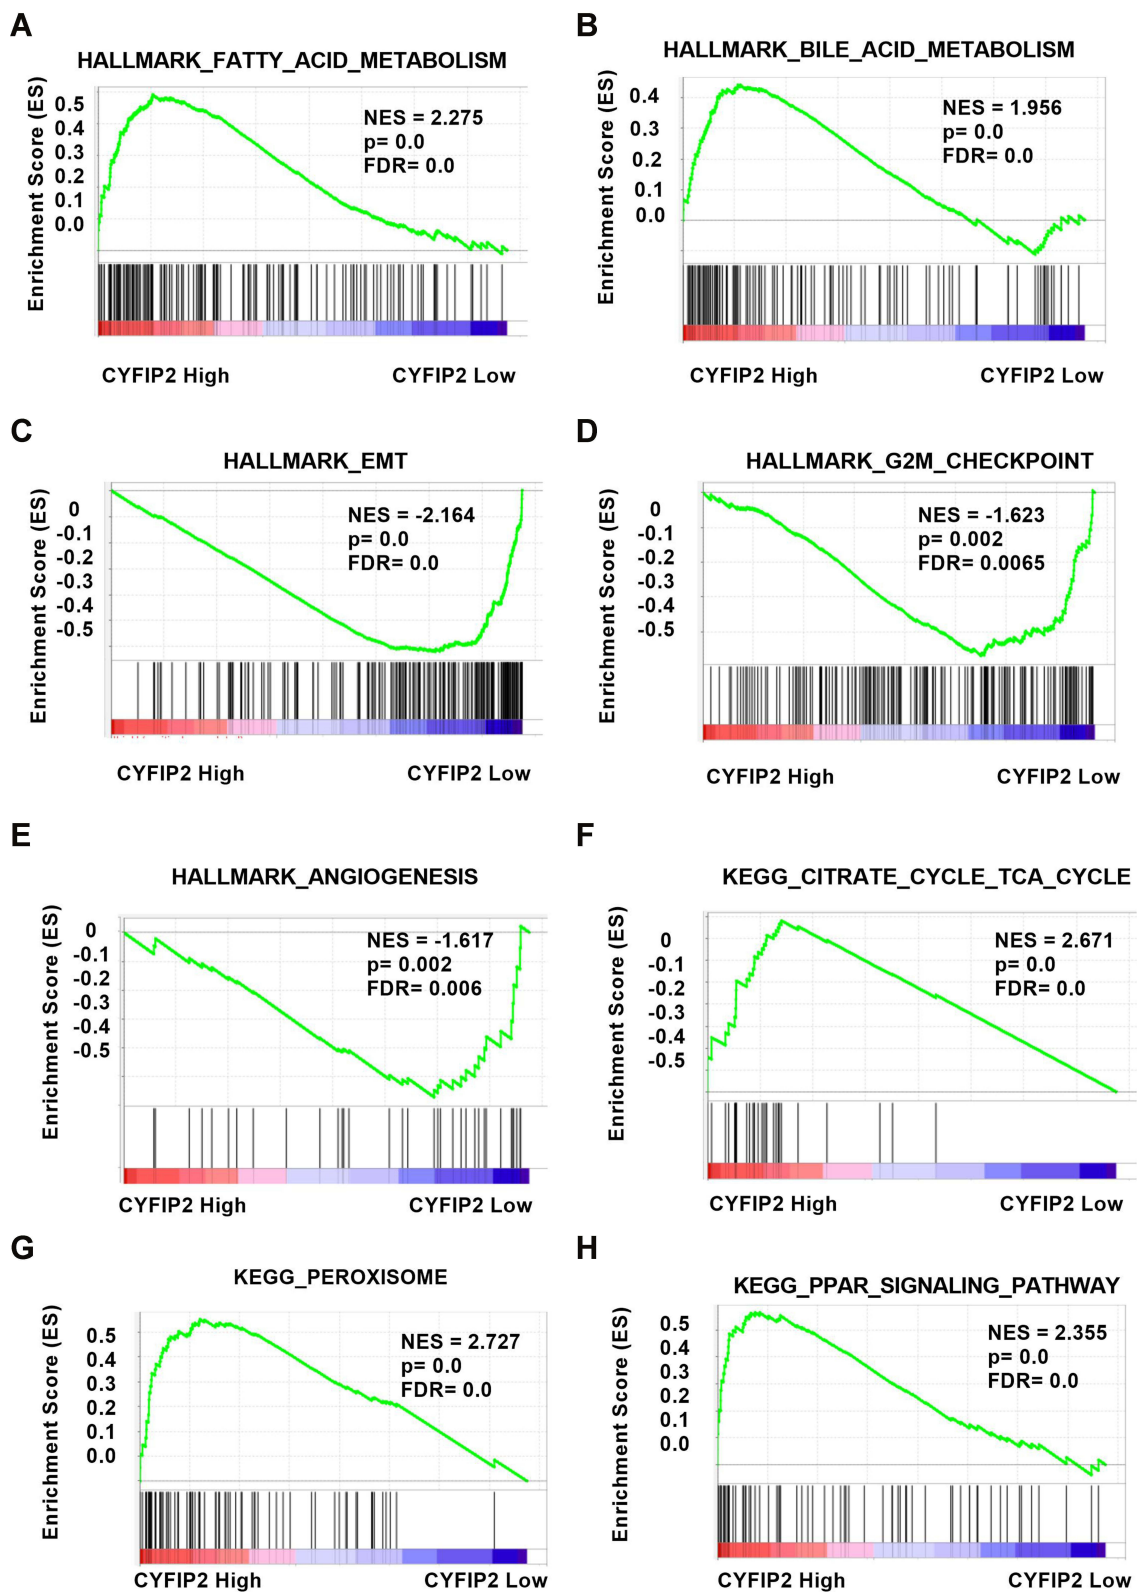 A
HALLMARK_FATTY_ACID_METABOLISM
Enrichment Score (ES)
0.5
0.4
0.3
0.2
0.1
0.0
NES = 2.275
p= 0.0
FDR= 0.0
CYFIP2 High
CYFIP2 Low
B
HALLMARK_BILE_ACID_METABOLISM
Enrichment Score (ES)
0.4
0.3
0.2
0.1
0.0
NES = 1.956
p= 0.0
FDR= 0.0
CYFIP2 High
CYFIP2 Low
C
HALLMARK_EMT
Enrichment Score (ES)
0
-0.1
-0.2
-0.3
-0.4
-0.5
NES = -2.164
p= 0.0
FDR= 0.0
CYFIP2 High
CYFIP2 Low
D
HALLMARK_G2M_CHECKPOINT
Enrichment Score (ES)
0
-0.1
-0.2
-0.3
-0.4
-0.5
NES = -1.623
p= 0.002
FDR= 0.0065
CYFIP2 High
CYFIP2 Low
E
HALLMARK_ANGIOGENESIS
Enrichment Score (ES)
0
-0.1
-0.2
-0.3
-0.4
-0.5
NES = -1.617
p= 0.002
FDR= 0.006
CYFIP2 High
CYFIP2 Low
F
KEGG_CITRATE_CYCLE_TCA_CYCLE
Enrichment Score (ES)
0
-0.1
-0.2
-0.3
-0.4
-0.5
NES = 2.671
p= 0.0
FDR= 0.0
CYFIP2 High
CYFIP2 Low
G
KEGG_PEROXISOME
Enrichment Score (ES)
0.5
0.4
0.3
0.2
0.1
0.0
NES = 2.727
p= 0.0
FDR= 0.0
CYFIP2 High
CYFIP2 Low
H
KEGG_PPAR_SIGNALING_PATHWAY
Enrichment Score (ES)
0.5
0.4
0.3
0.2
0.1
0.0
NES = 2.355
p= 0.0
FDR= 0.0
CYFIP2 High
CYFIP2 Low